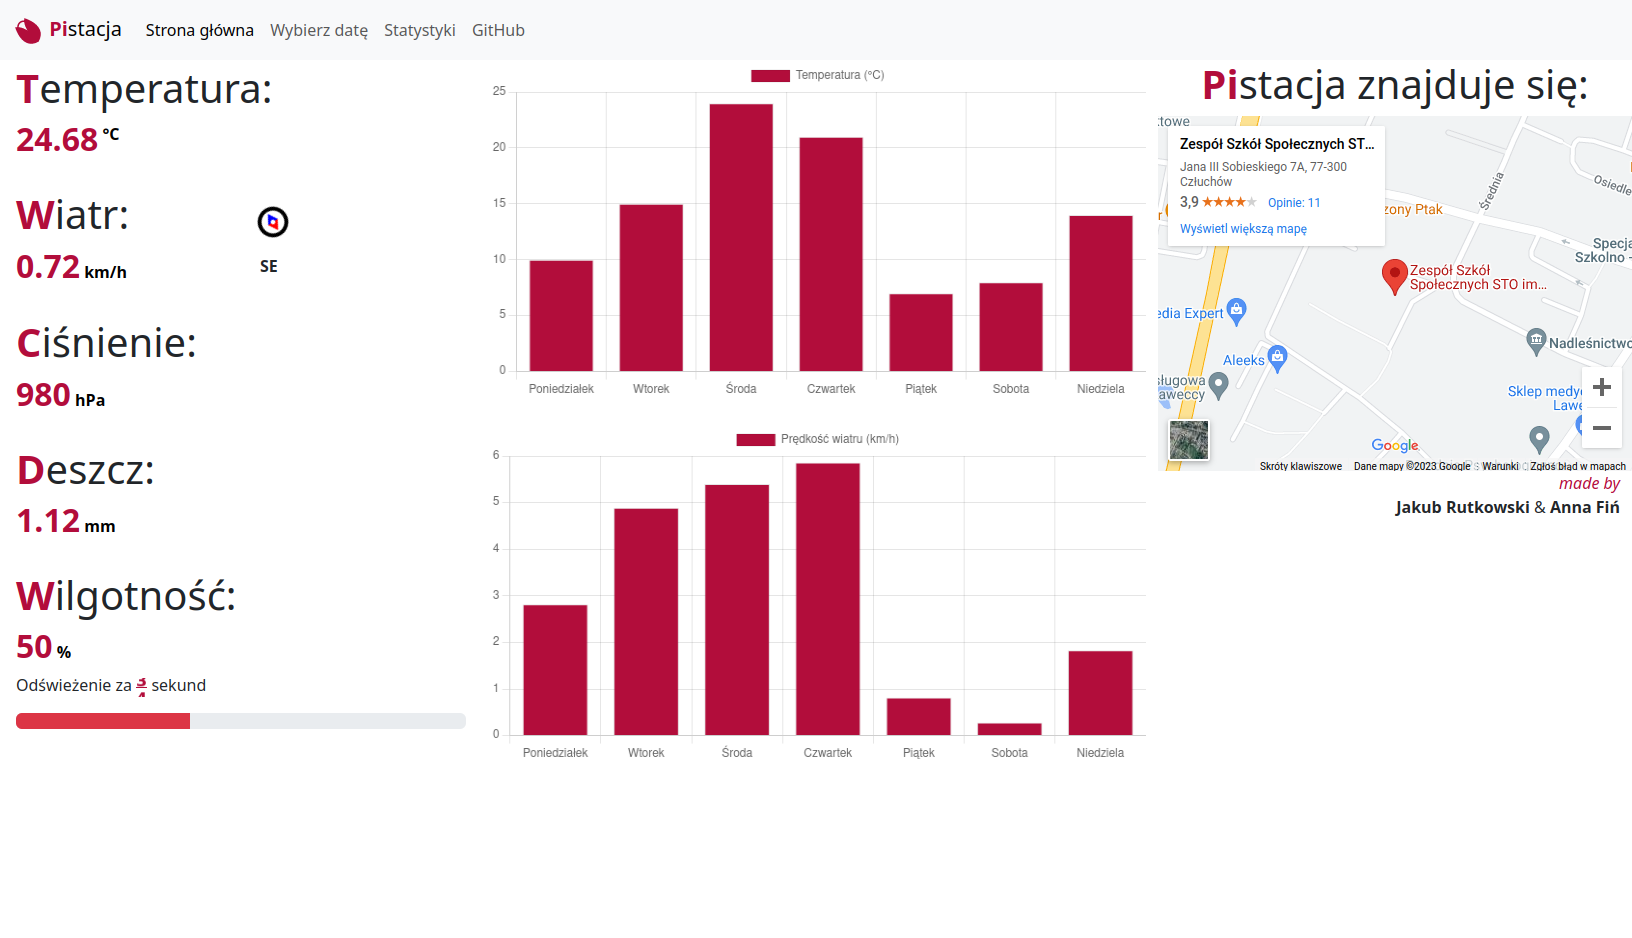 Pistacja Strona główna Wybierz datę Statystyki GitHub
Temperatura:
24.68 °C
Wiatr:
0.72 km/h
SE
Ciśnienie:
980 hPa
Deszcz:
1.12 mm
Wilgotność:
50 %
Odświeżenie za sekund
Temperatura (°C)
25
20
15
10
5
0
Poniedziałek Wtorek Środa Czwartek Piątek Sobota Niedziela
Prędkość wiatru (km/h)
6
5
4
3
2
1
0
Poniedziałek Wtorek Środa Czwartek Piątek Sobota Niedziela
Pistacja znajduje się:
Zespół Szkół Społecznych ST...
Jana III Sobieskiego 7A, 77-300
Człuchów
3,9 Opinie: 11
Wyświetl większą mapę
Średnia
Osiedle
zony Ptak
Specja
Szkolno -
Zespół Szkół
Społecznych STO im...
edia Expert
Nadleśnictwo
Aleeks
sługowa
aweccy
Sklep medy
Lawe
Google
Skróty klawiszowe Dane mapy ©2023 Google Warunki Zgłoś błąd w mapach
made by
Jakub Rutkowski & Anna Fiń